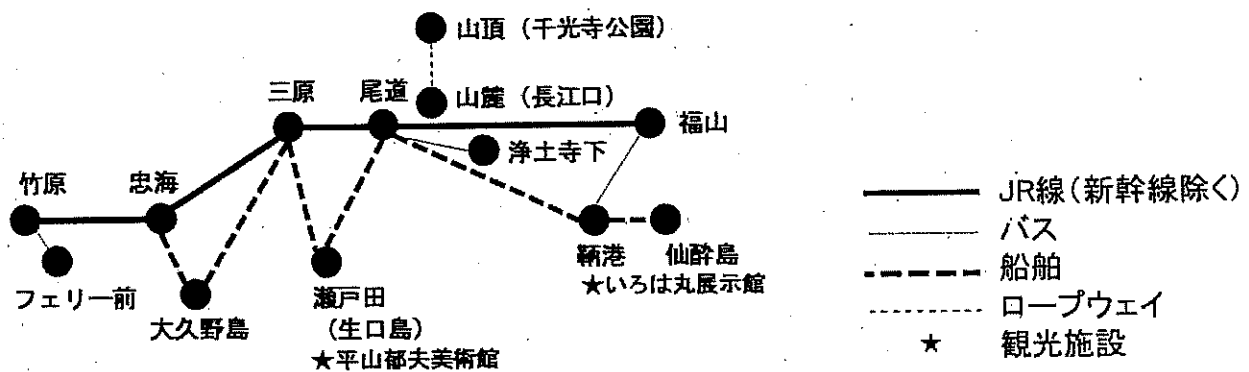 山頂（千光寺公園）
山麓（長江口）
三原
尾道
福山
浄土寺下
竹原
忠海
フェリー前
大久野島
瀬戸田
（生口島）
★平山郁夫美術館
鞆港
仙酔島
★いろは丸展示館
JR線（新幹線除く）
バス
船舶
ロープウェイ
★ 観光施設